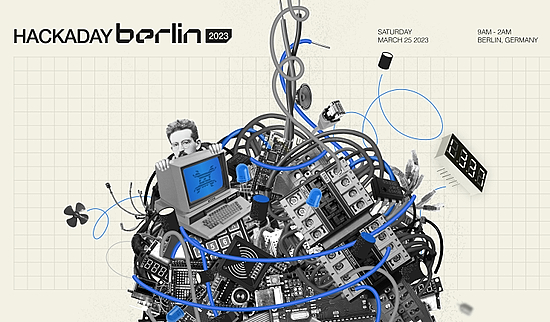 HACKADAY berlin 2023
SATURDAY
MARCH 25 2023
9AM - 2AM
BERLIN, GERMANY